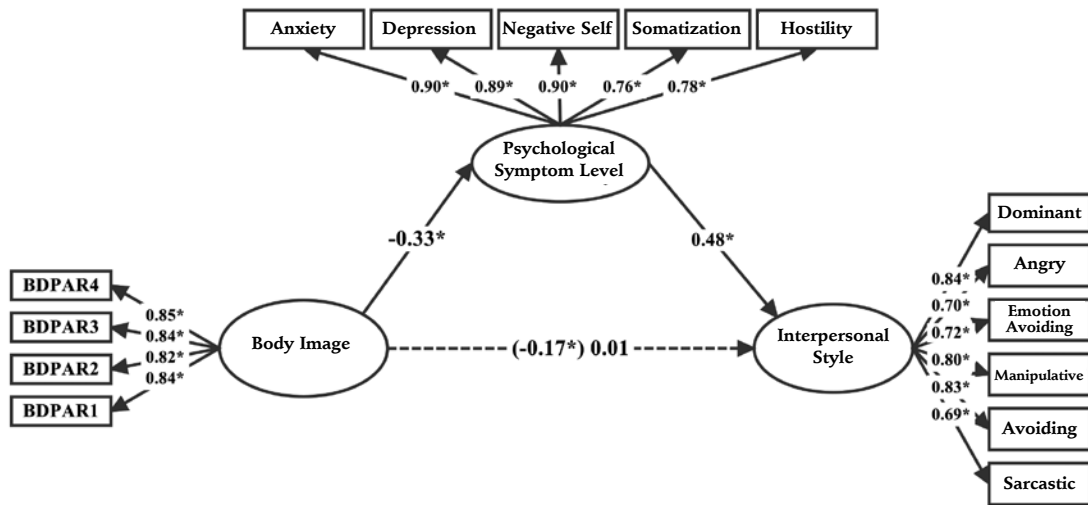 Anxiety
Depression
Negative Self
Somatization
Hostility
0.90*
0.89*
0.90*
0.76*
0.78*
Psychological
Symptom Level
-0.33*
0.48*
BDPAR4
BDPAR3
BDPAR2
BDPAR1
0.85*
0.84*
0.82*
0.84*
Body Image
(-0.17*) 0.01
Interpersonal
Style
0.84*
0.70*
0.72*
0.80*
0.83*
0.69*
Dominant
Angry
Emotion
Avoiding
Manipulative
Avoiding
Sarcastic